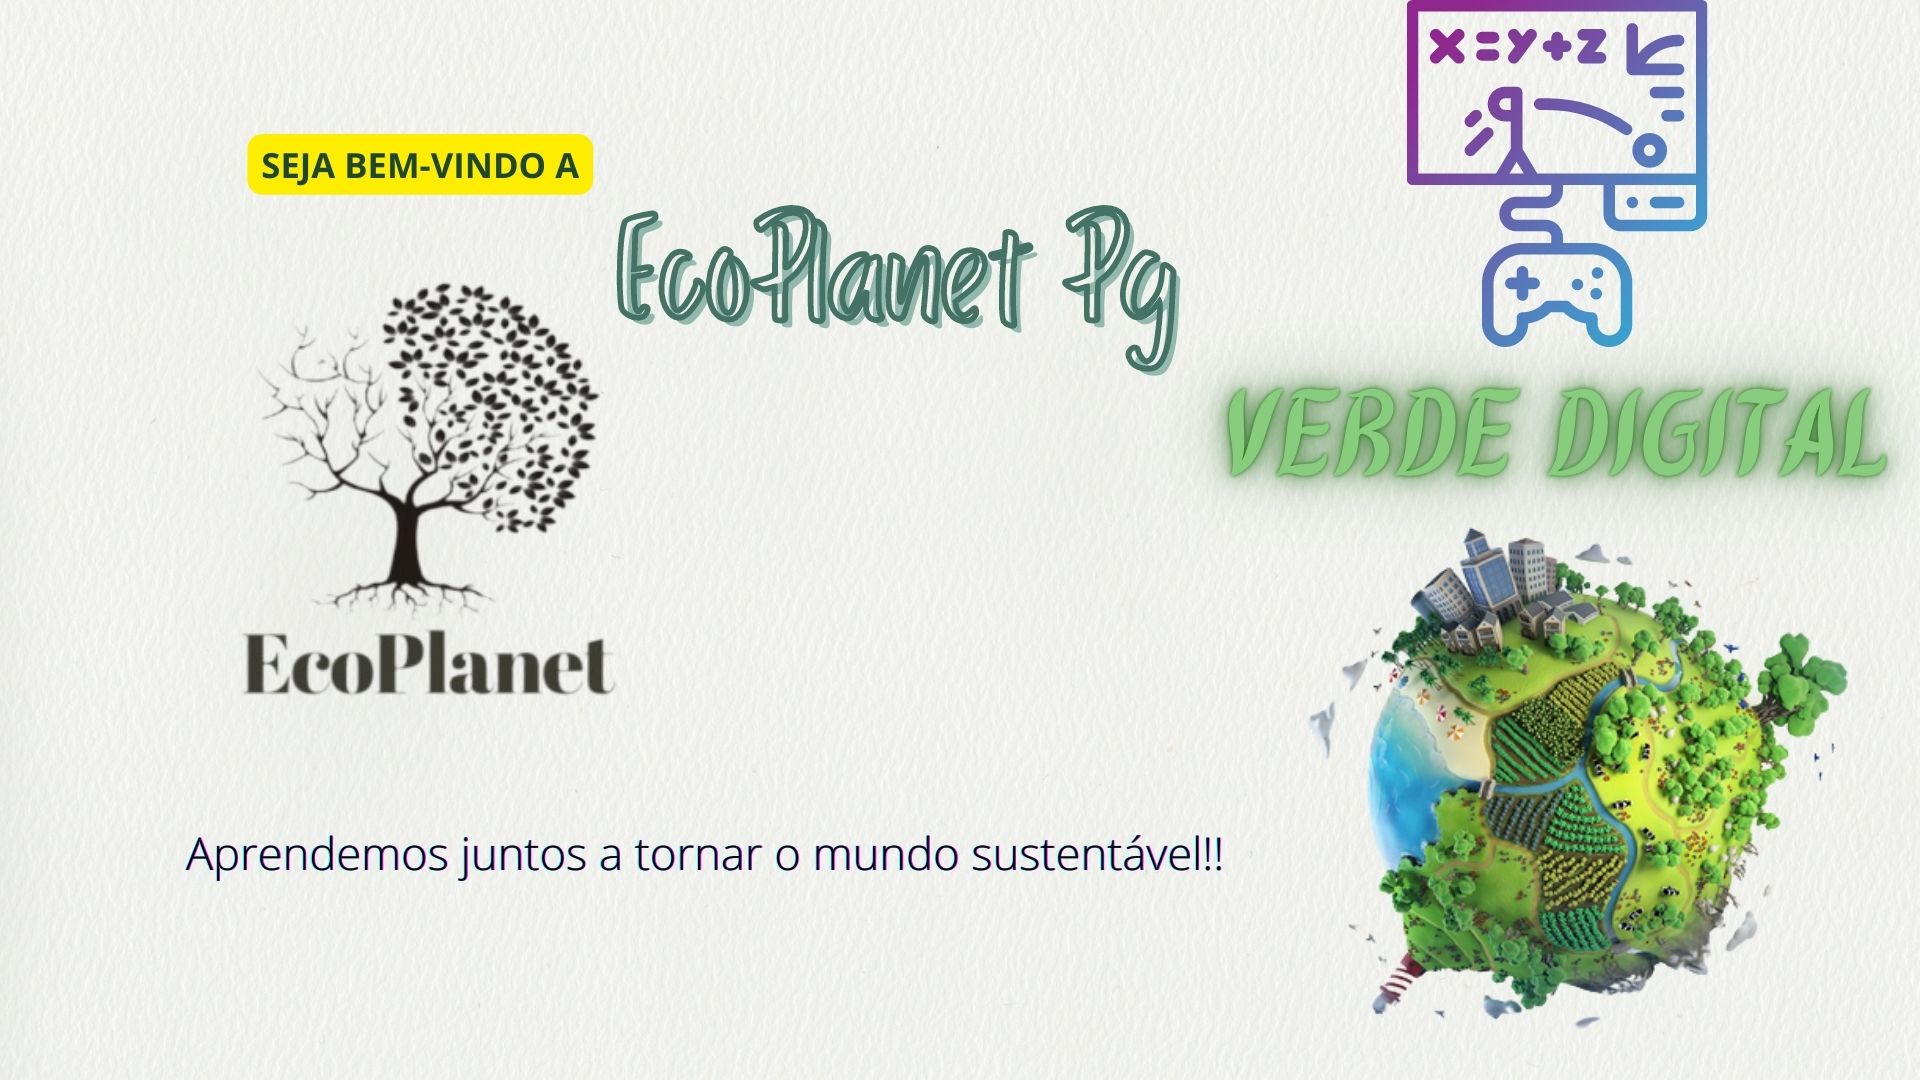 SEJA BEM-VINDO A
EcoPlanet Pg
EcoPlanet
Aprendemos juntos a tornar o mundo sustentável!!
x=y+z
VERDE DIGITAL